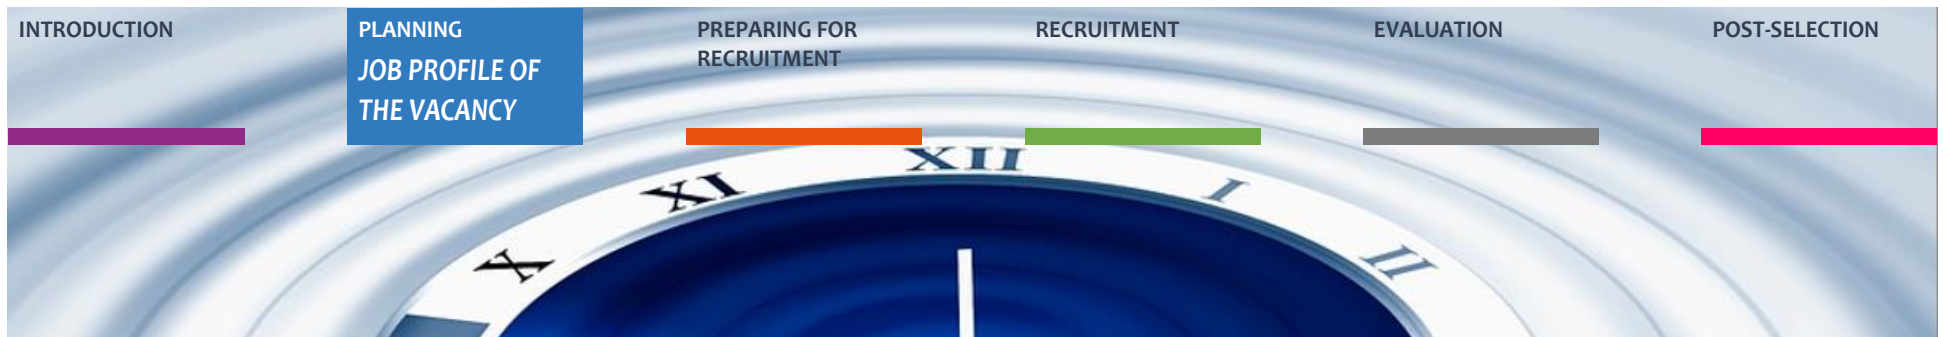 INTRODUCTION
PLANNING
JOB PROFILE OF
THE VACANCY
PREPARING FOR
RECRUITMENT
RECRUITMENT
EVALUATION
POST-SELECTION
X
XI
XII
I
II